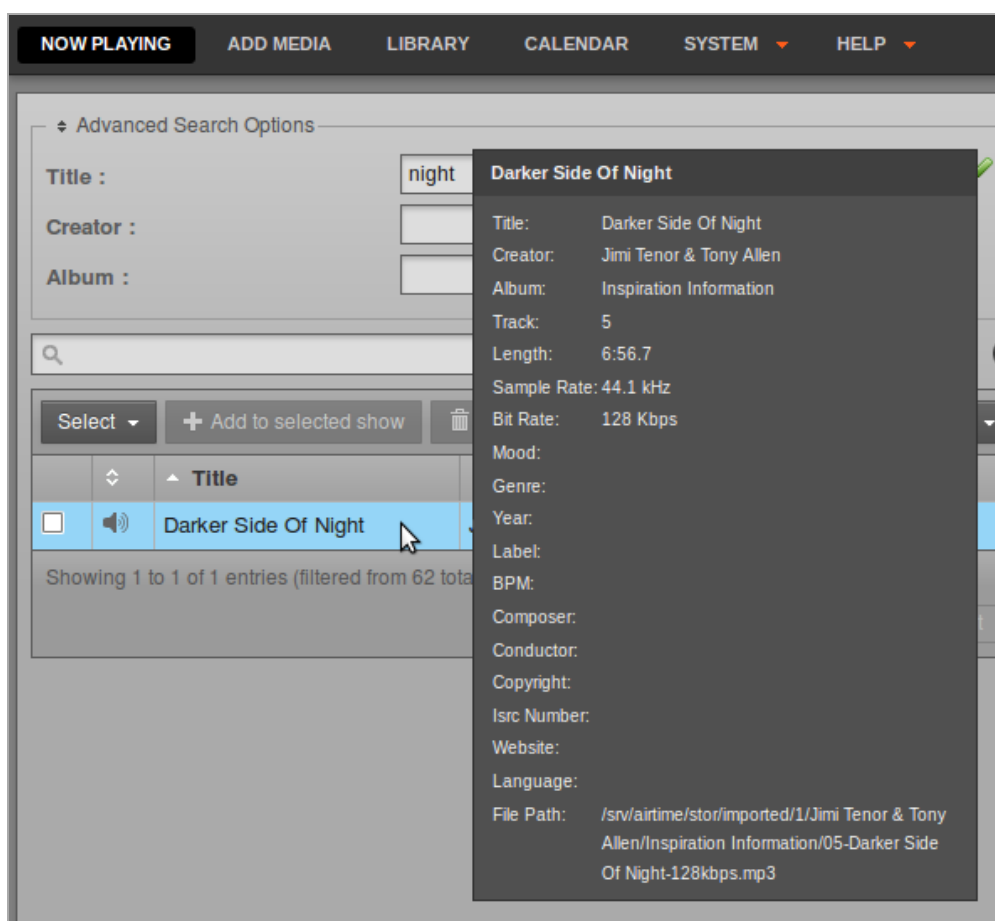 NOW PLAYING ADD MEDIA LIBRARY CALENDAR SYSTEM HELP
Advanced Search Options
Title : night
Creator :
Album :
Select Add to selected show
Title
Darker Side Of Night
Showing 1 to 1 of 1 entries (filtered from 62
Darker Side Of Night
Title: Darker Side Of Night
Creator: Jimi Tenor & Tony Allen
Album: Inspiration Information
Track: 5
Length: 6:56.7
Sample Rate: 44.1 kHz
Bit Rate: 128 Kbps
Mood:
Genre:
Year:
Label:
BPM:
Composer:
Conductor:
Copyright:
Isrc Number:
Website:
Language:
File Path: /srv/airtime/stor/imported/1/Jimi Tenor & Tony
Allen/Inspiration Information/05-Darker Side
Of Night-128kbps.mp3